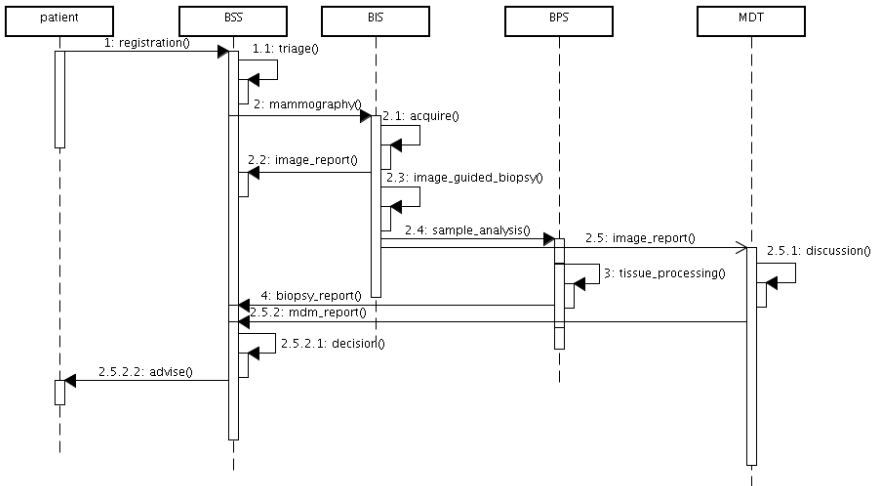 patient
BSS
BIS
BPS
MDT
1: registration()
1.1: triage()
2: mammography()
2.1: acquire()
2.2: image_report()
2.3: image_guided_biopsy()
2.4: sample_analysis()
2.5: image_report()
2.5.1: discussion()
3: tissue_processing()
4: biopsy_report()
2.5.2: mdm_report()
2.5.2.1: decision()
2.5.2.2: advise()